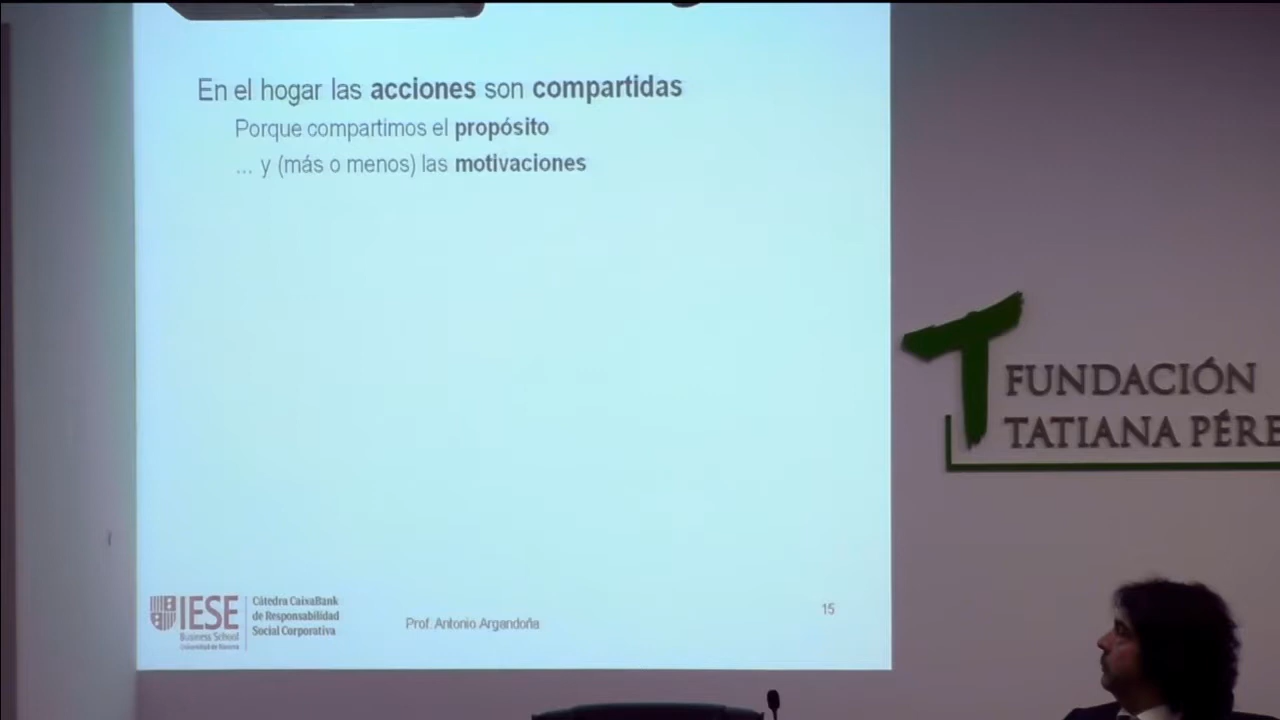 En el hogar las acciones son compartidas
Porque compartimos el propósito
... y (más o menos) las motivaciones
IESE
Business School
Universidad de Navarra
Cátedra CaixaBank
de Responsabilidad
Social Corporativa
Prof. Antonio Argandoña
15
FUNDACIÓN
TATIANA PÉRE